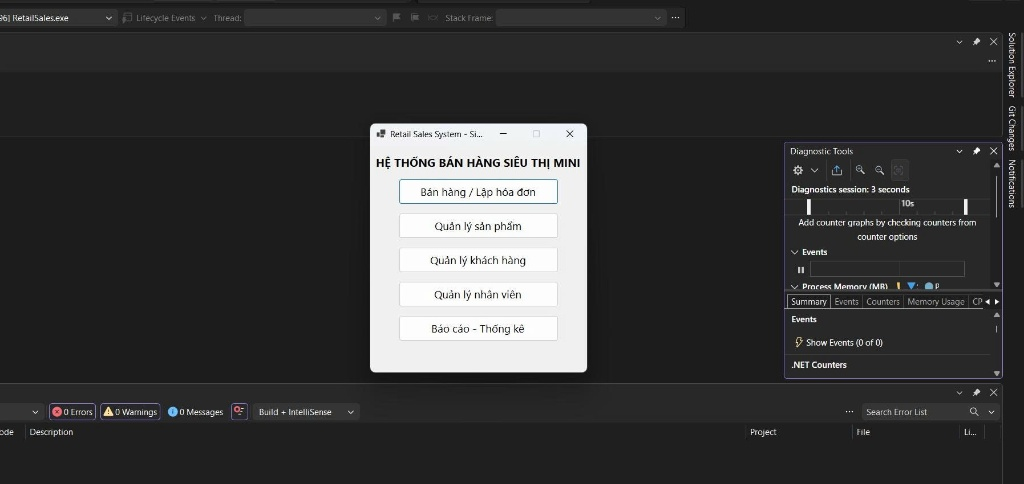 96] RetailSales.exe Lifecycle Events Thread: Stack Frame:
Solution Explorer
Git Changes
Notifications
Retail Sales System - Si...
HỆ THỐNG BÁN HÀNG SIÊU THỊ MINI
Bán hàng / Lập hóa đơn
Quản lý sản phẩm
Quản lý khách hàng
Quản lý nhân viên
Báo cáo - Thống kê
Diagnostic Tools
Diagnostics session: 3 seconds
10s
Add counter graphs by checking counters from
counter options
Events
Process Memory (MB)
Summary Events Counters Memory Usage CP
Events
Show Events (0 of 0)
.NET Counters
0 Errors 0 Warnings 0 Messages Build + IntelliSense Search Error List
ode Description Project File Li...